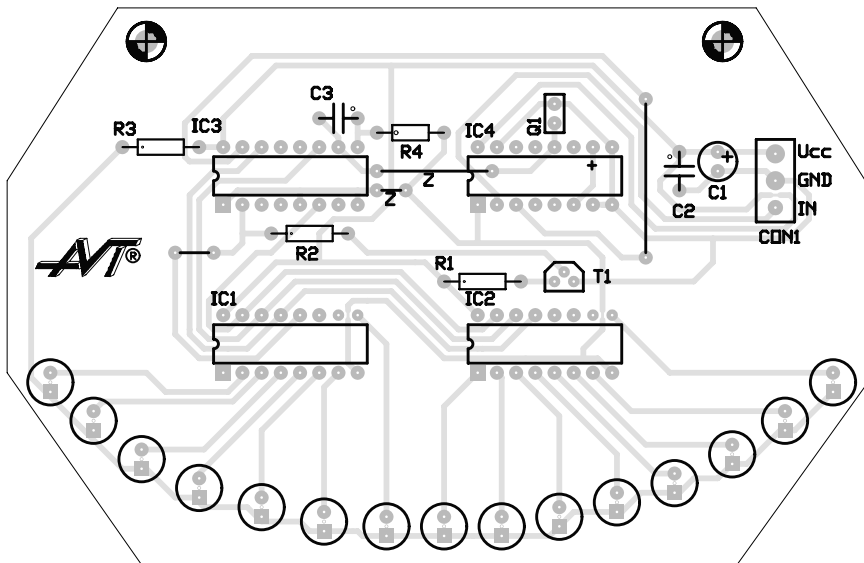 C3
R3
IC3
R4
IC4
Q1
+
Z
Z
C2
+
C1
Ucc
GND
IN
CON1
R2
AVT®
R1
T1
IC1
IC2